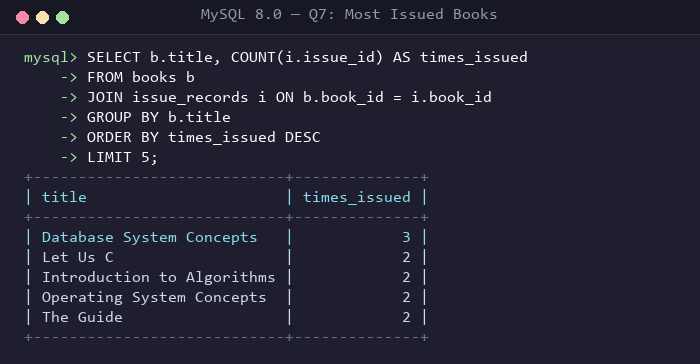 MySQL 8.0 — Q7: Most Issued Books
mysql> SELECT b.title, COUNT(i.issue_id) AS times_issued
    -> FROM books b
    -> JOIN issue_records i ON b.book_id = i.book_id
    -> GROUP BY b.title
    -> ORDER BY times_issued DESC
    -> LIMIT 5;
+----------------------------+--------------+
| title                      | times_issued |
+----------------------------+--------------+
| Database System Concepts   |            3 |
| Let Us C                   |            2 |
| Introduction to Algorithms |            2 |
| Operating System Concepts  |            2 |
| The Guide                  |            2 |
+----------------------------+--------------+